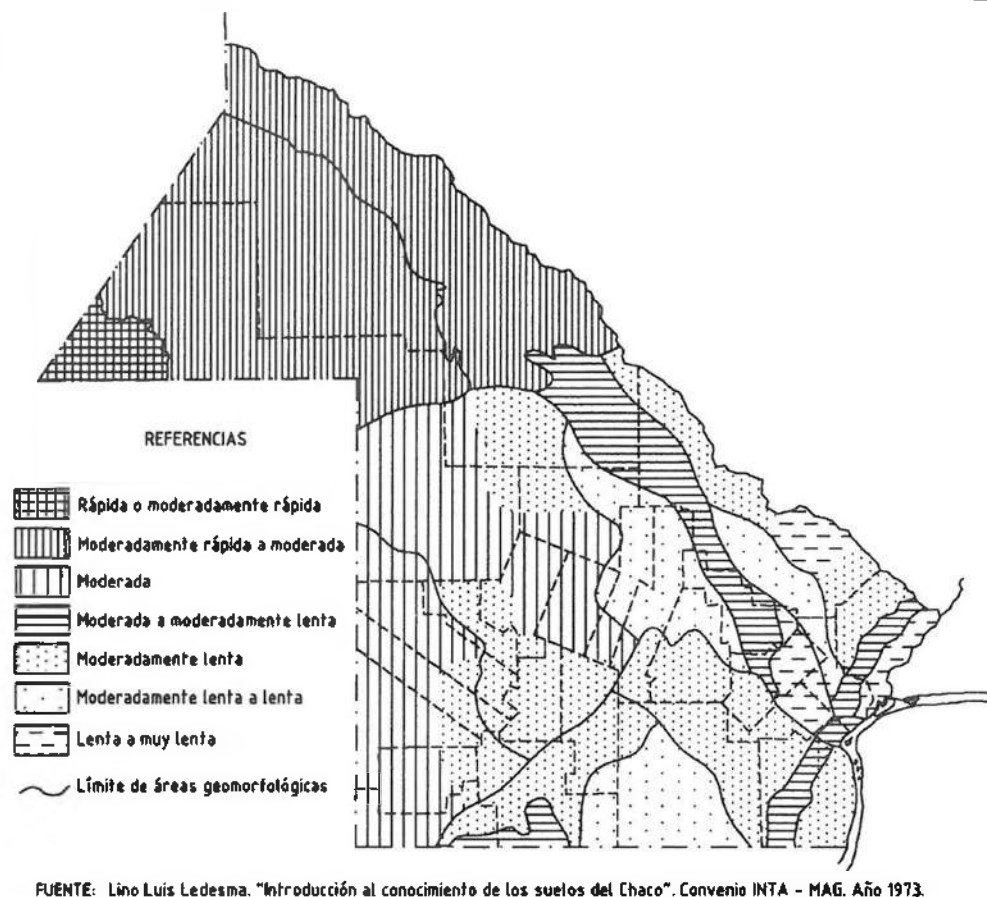 REFERENCIAS
Rápida o moderadamente rápida
Moderadamente rápida a moderada
Moderada
Moderada a moderadamente lenta
Moderadamente lenta
Moderadamente lenta a lenta
Lenta a muy lenta
Límite de áreas geomorfológicas
FUENTE: Lino Luis Ledesma. "Introducción al conocimiento de los suelos del Chaco". Convenio INTA - MAG. Año 1973.